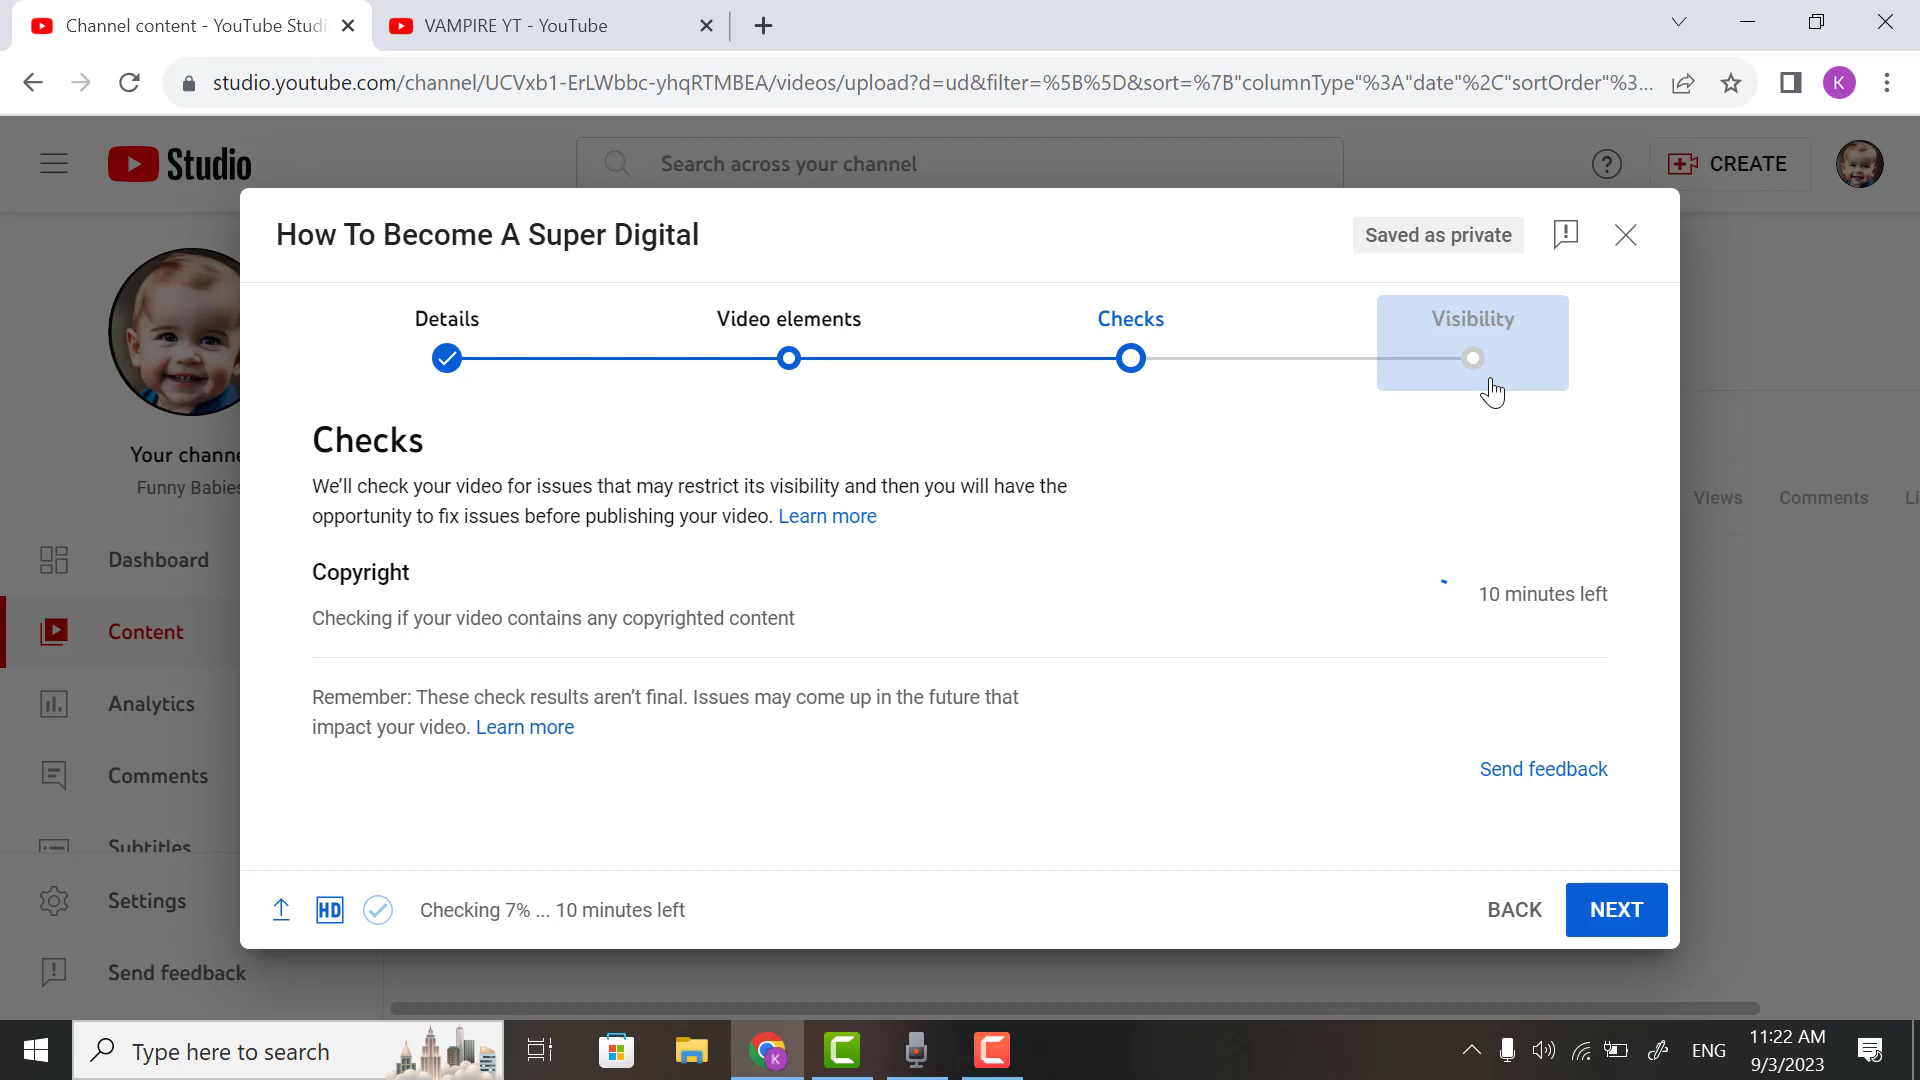 Channel content - YouTube Studi
VAMPIRE YT - YouTube
studio.youtube.com/channel/UCVxb1-ErLWbbc-yhqRTMBEA/videos/upload?d=ud&filter=%5B%5D&sort=%7B"columnType"%3A"date"%2C"sortOrder"%3...
K
Studio
Search across your channel
CREATE
How To Become A Super Digital
Saved as private
Details
Video elements
Checks
Visibility
Checks
We'll check your video for issues that may restrict its visibility and then you will have the
opportunity to fix issues before publishing your video. Learn more
Copyright
10 minutes left
Checking if your video contains any copyrighted content
Remember: These check results aren't final. Issues may come up in the future that
impact your video. Learn more
Send feedback
HD
Checking 7% ... 10 minutes left
BACK
NEXT
Your channe
Funny Babies
Dashboard
Content
Analytics
Comments
Subtitles
Settings
Send feedback
Views
Comments
Li
Type here to search
K
ENG
11:22 AM
9/3/2023